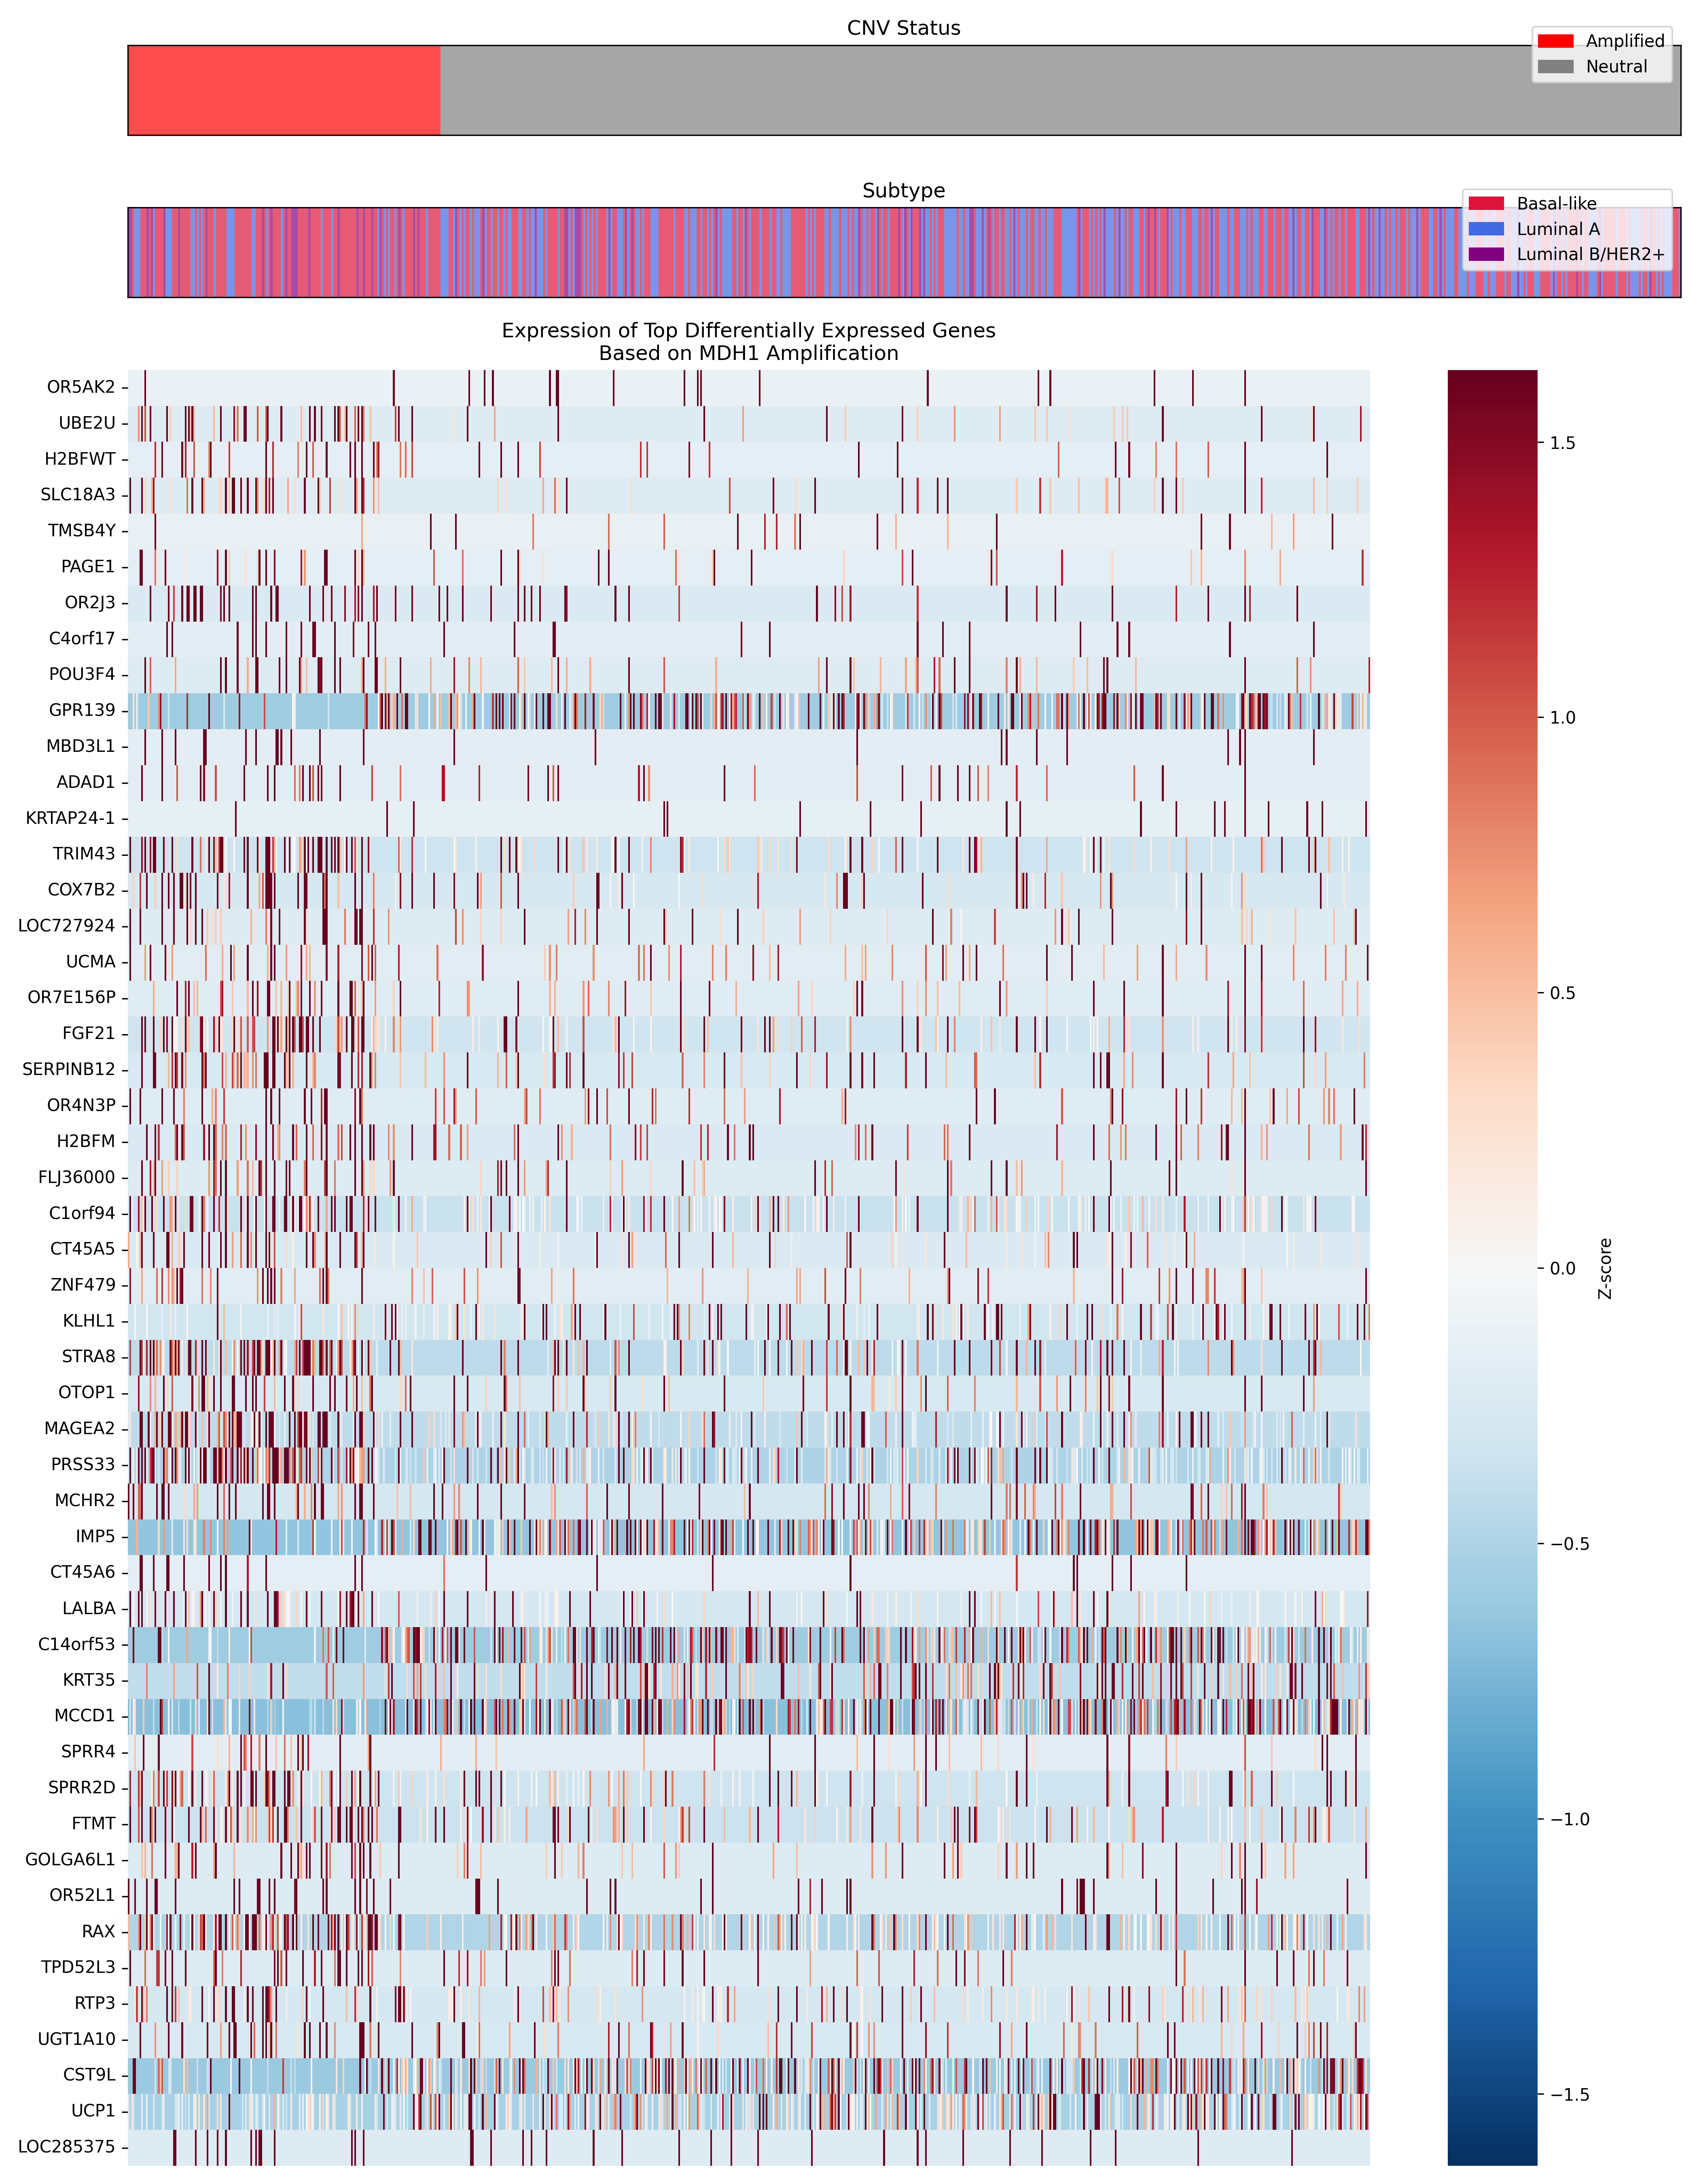 CNV Status
Amplified
Neutral
Subtype
Basal-like
Luminal A
Luminal B/HER2+
Expression of Top Differentially Expressed Genes
Based on MDH1 Amplification
OR5AK2
UBE2U
H2BFWT
SLC18A3
TMSB4Y
PAGE1
OR2J3
C4orf17
POU3F4
GPR139
MBD3L1
ADAD1
KRTAP24-1
TRIM43
COX7B2
LOC727924
UCMA
OR7E156P
FGF21
SERPINB12
OR4N3P
H2BFM
FLJ36000
C1orf94
CT45A5
ZNF479
KLHL1
STRA8
OTOP1
MAGEA2
PRSS33
MCHR2
IMP5
CT45A6
LALBA
C14orf53
KRT35
MCCD1
SPRR4
SPRR2D
FTMT
GOLGA6L1
OR52L1
RAX
TPD52L3
RTP3
UGT1A10
CST9L
UCP1
LOC285375
1.5
1.0
0.5
0.0
−0.5
−1.0
−1.5
Z-score